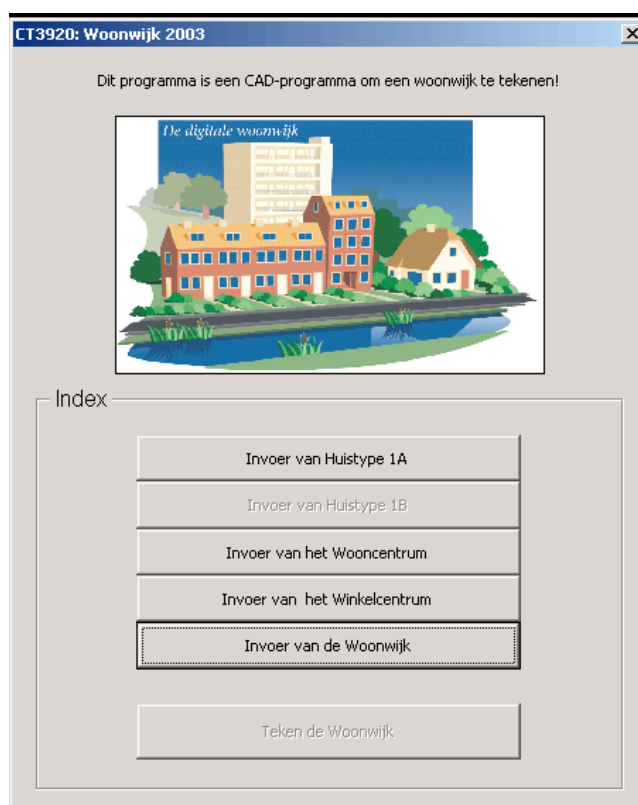 CT3920: Woonwijk 2003
Dit programma is een CAD-programma om een woonwijk te tekenen!
De digitale woonwijk
Index
Invoer van Huistype 1A
Invoer van Huistype 1B
Invoer van het Wooncentrum
Invoer van het Winkelcentrum
Invoer van de Woonwijk
Teken de Woonwijk